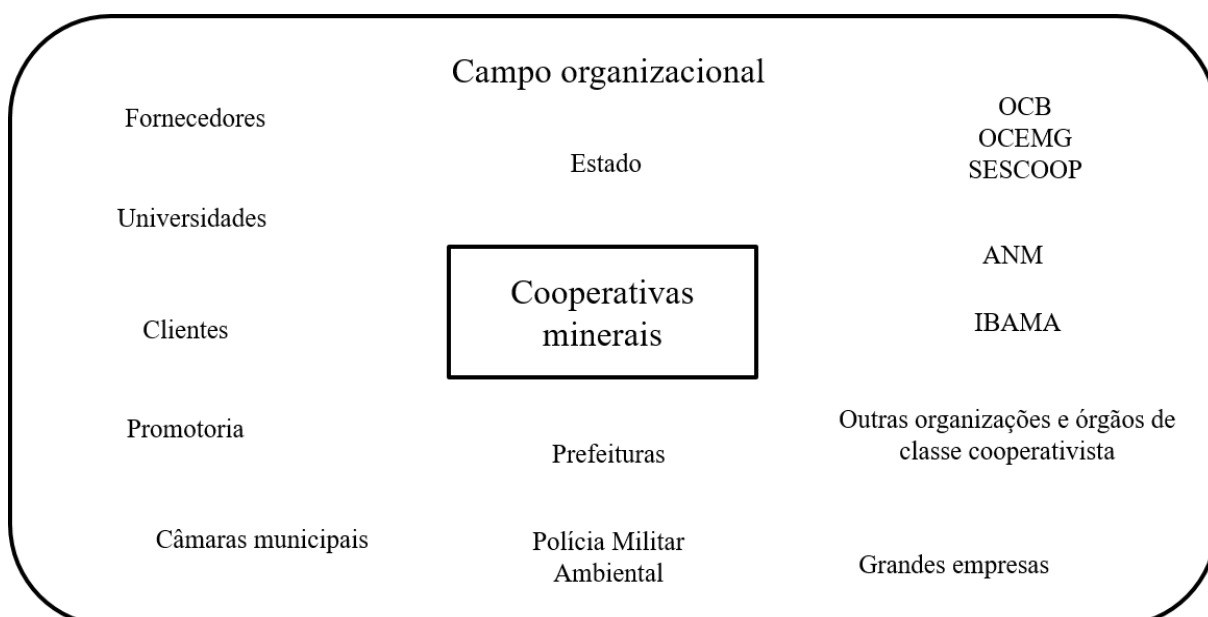 Campo organizacional
Fornecedores
OCB
OCEMG
SESCOOP
Estado
Universidades
ANM
Cooperativas
minerais
Clientes
IBAMA
Promotoria
Outras organizações e órgãos de
classe cooperativista
Prefeituras
Câmaras municipais
Polícia Militar
Ambiental
Grandes empresas